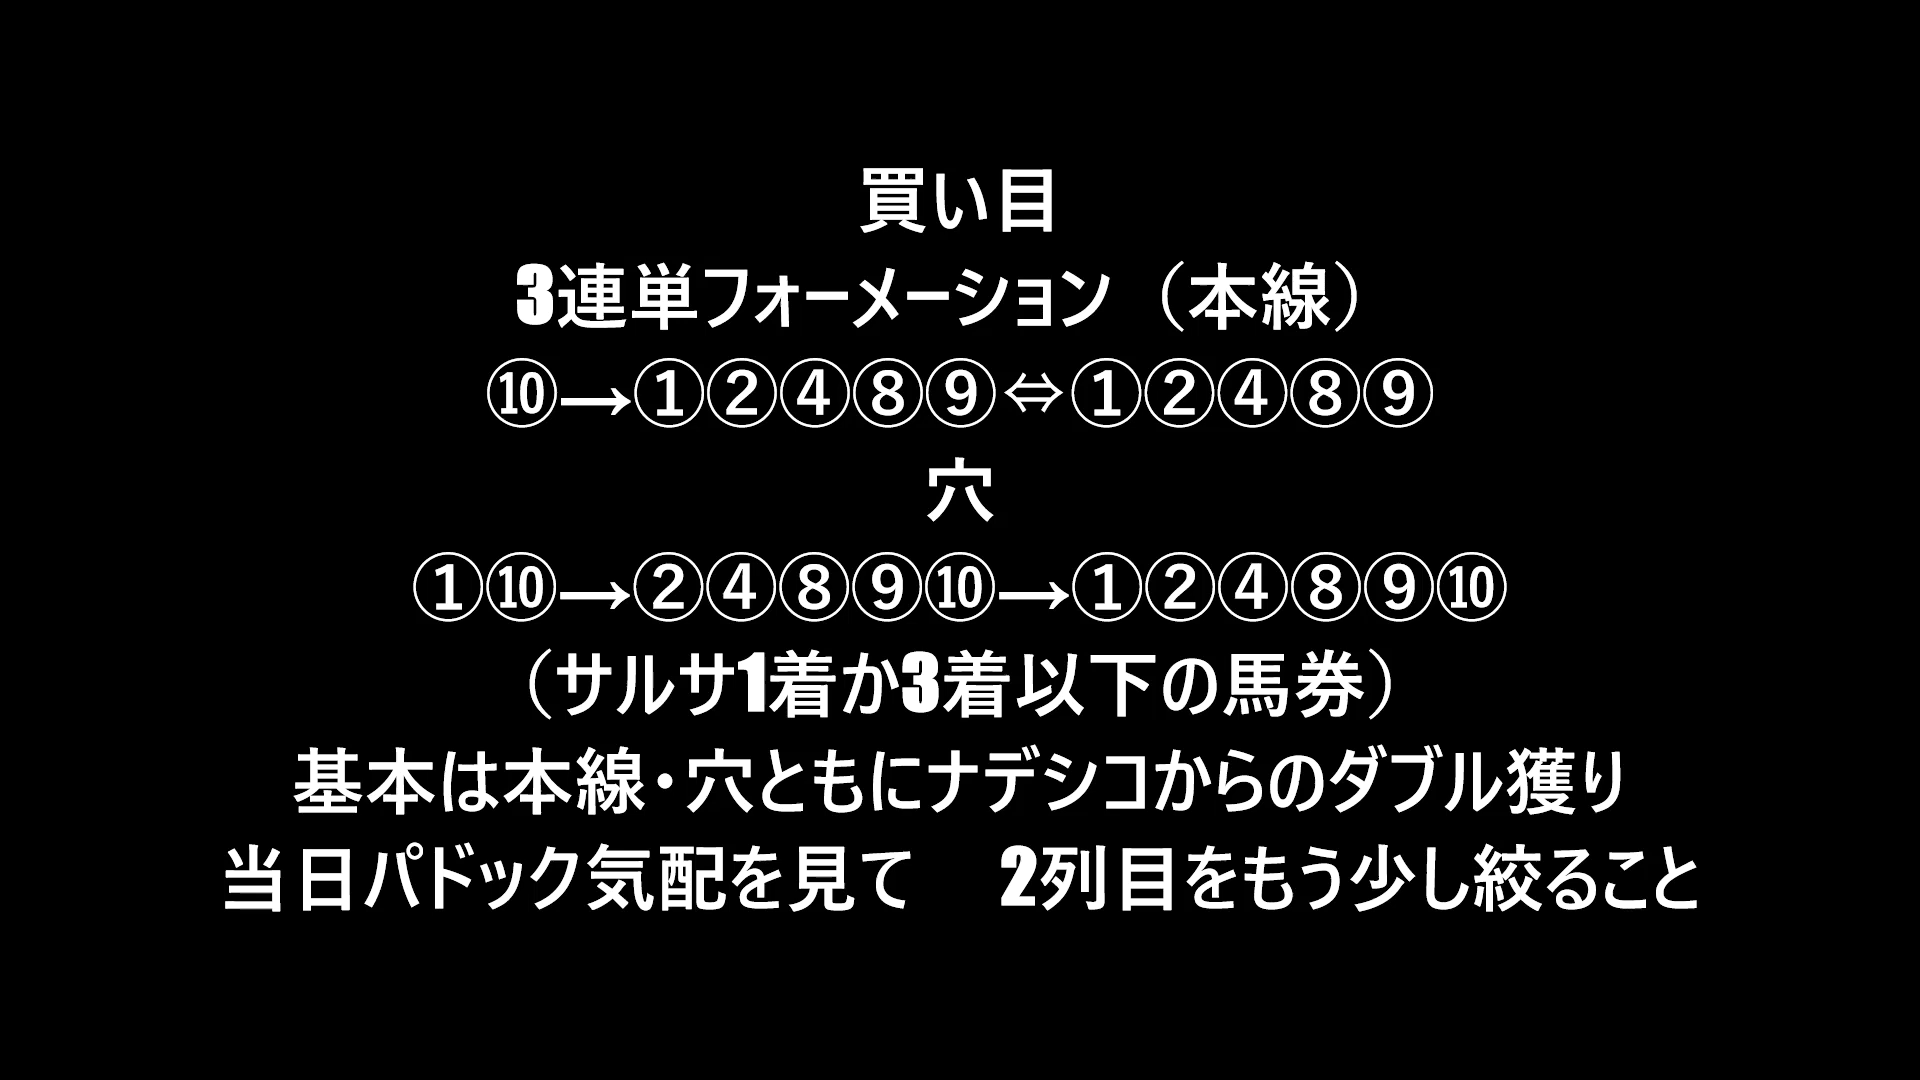 買い目
3連単フォーメーション（本線）
⑩→①②④⑧⑨⇔①②④⑧⑨
穴
①⑩→②④⑧⑨⑩→①②④⑧⑨⑩
（サルサ1着か3着以下の馬券）
基本は本線・穴ともにナデシコからのダブル獲り
当日パドック気配を見て　2列目をもう少し絞ること